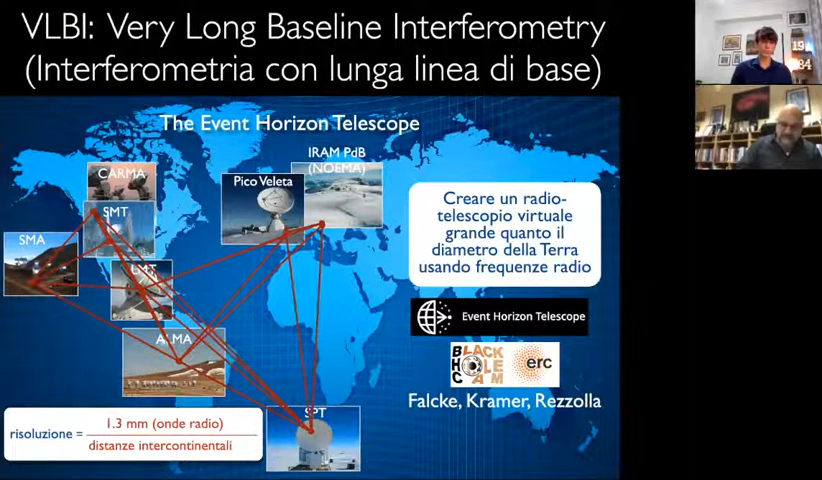 VLBI: Very Long Baseline Interferometry
(Interferometria con lunga linea di base)
The Event Horizon Telescope
IRAM PdB
(NOEMA)
Pico Veleta
CARMA
SMT
SMA
LMT
ALMA
SPT
Creare un radio-
telescopio virtuale
grande quanto il
diametro della Terra
usando frequenze radio
Event Horizon Telescope
BLACK
HOLE
CAM
erc
Falcke, Kramer, Rezzolla
risoluzione =
1.3 mm (onde radio)
distanze intercontinentali